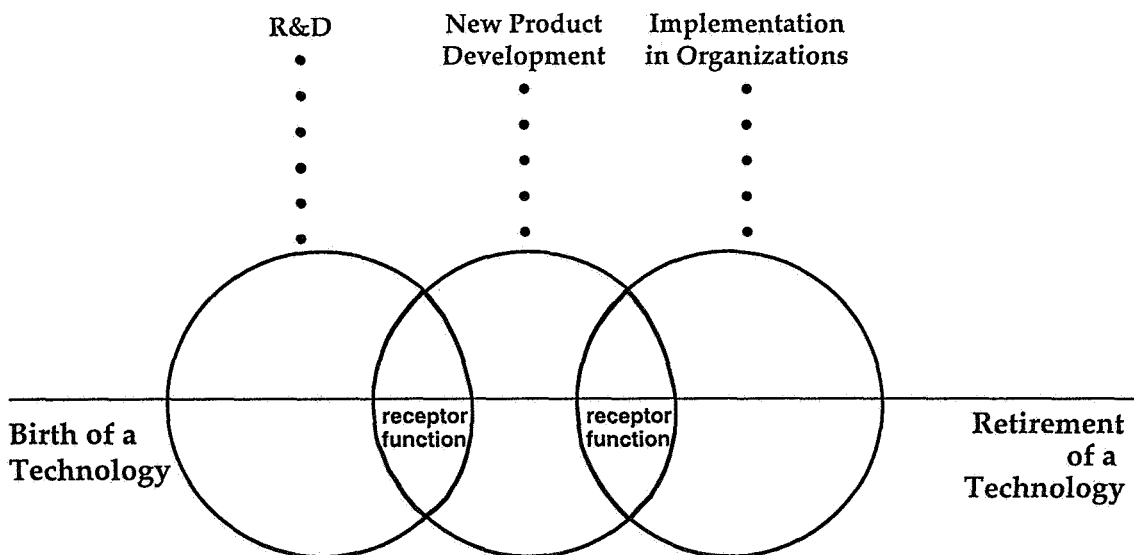 R&D
New Product
Development
Implementation
in Organizations
receptor
function
receptor
function
Birth of a
Technology
Retirement
of a
Technology